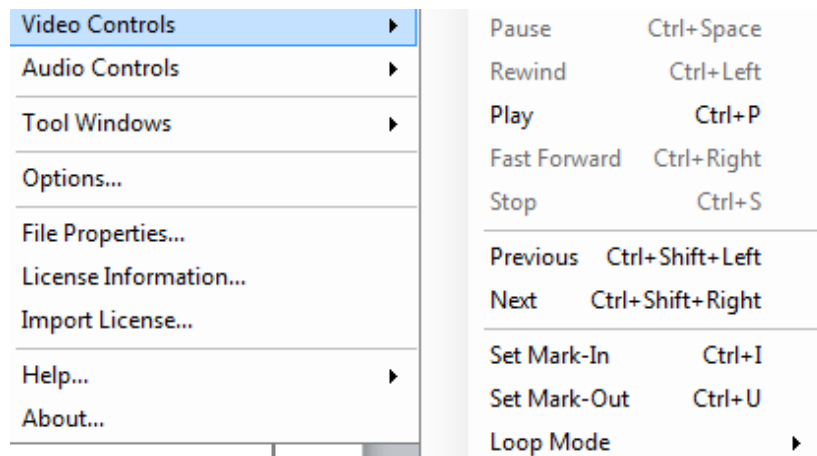 Video Controls
Audio Controls
Tool Windows
Options...
File Properties...
License Information...
Import License...
Help...
About...
Pause Ctrl+Space
Rewind Ctrl+Left
Play Ctrl+P
Fast Forward Ctrl+Right
Stop Ctrl+S
Previous Ctrl+Shift+Left
Next Ctrl+Shift+Right
Set Mark-In Ctrl+I
Set Mark-Out Ctrl+U
Loop Mode